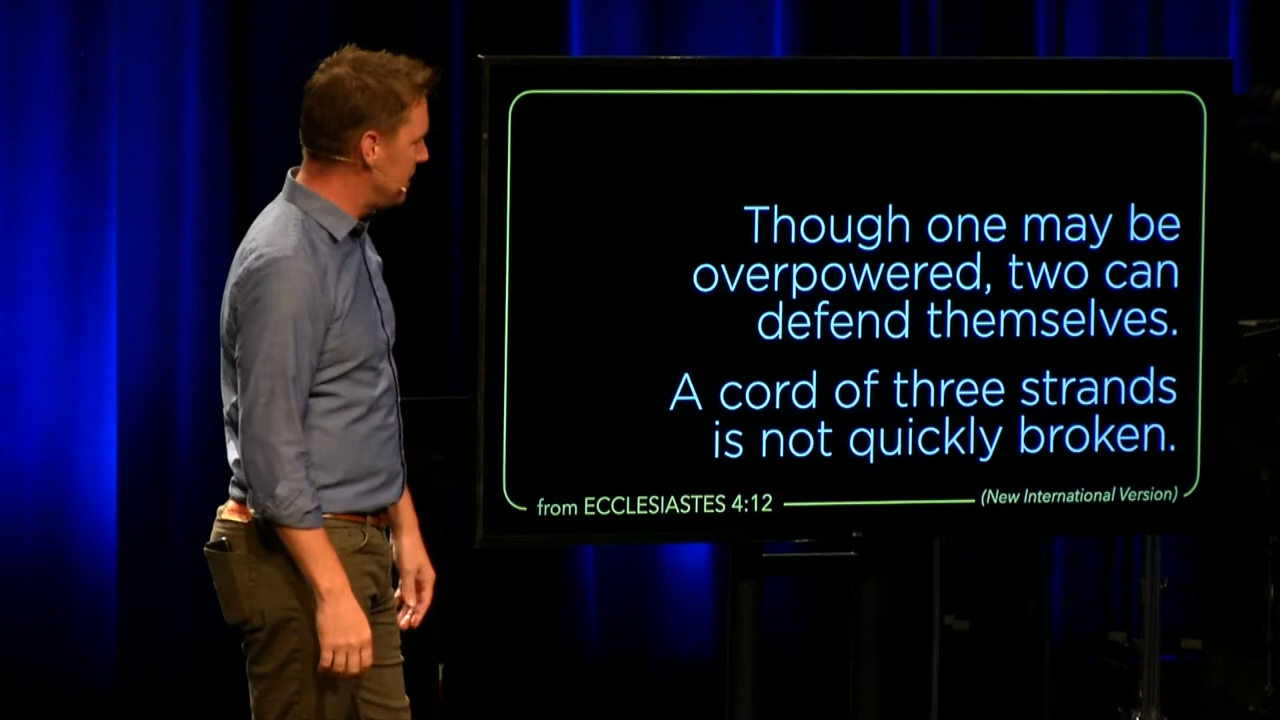 Though one may be
overpowered, two can
defend themselves.
A cord of three strands
is not quickly broken.
from ECCLESIASTES 4:12
(New International Version)